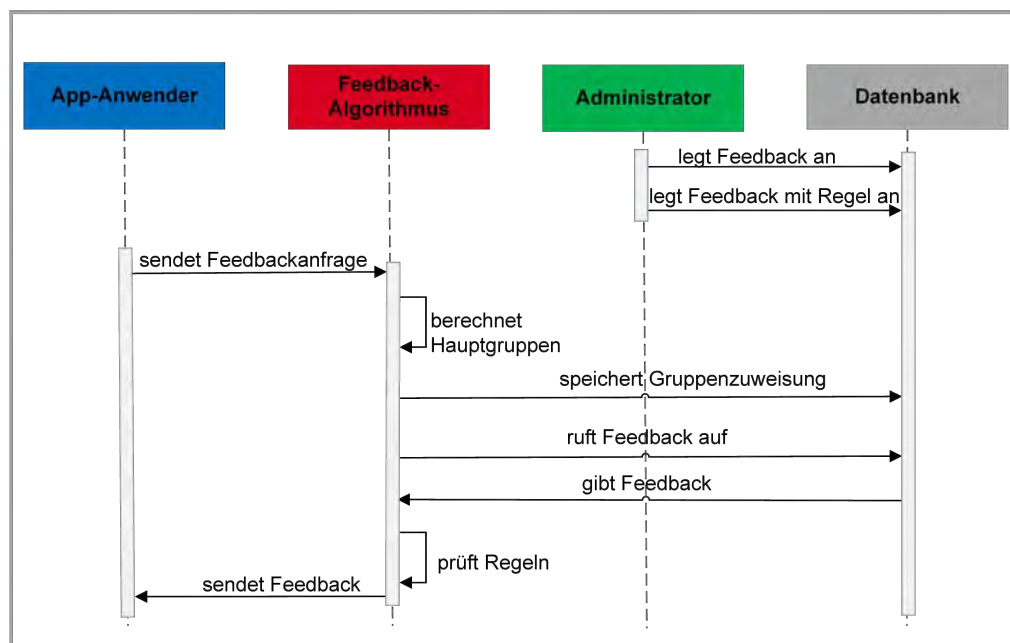 App-Anwender
Feedback-
Algorithmus
Administrator
Datenbank
legt Feedback an
legt Feedback mit Regel an
sendet Feedbackanfrage
berechnet
Hauptgruppen
speichert Gruppenzuweisung
ruft Feedback auf
gibt Feedback
prüft Regeln
sendet Feedback